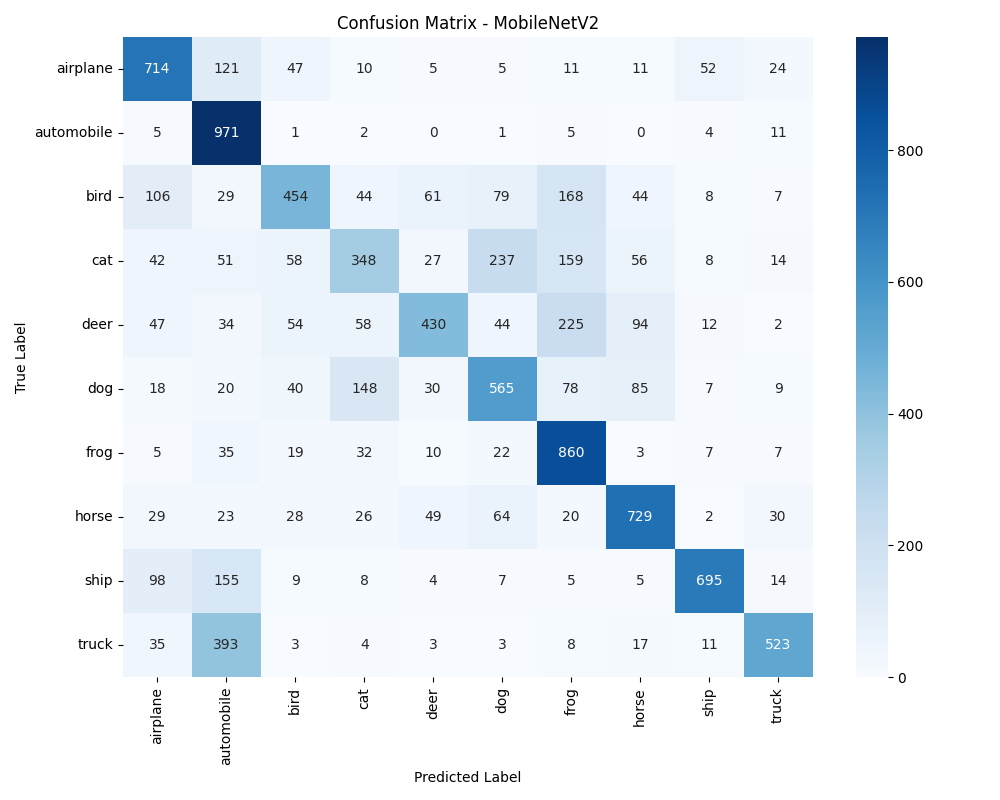 Confusion Matrix - MobileNetV2
airplane 714 121 47 10 5 5 11 11 52 24
automobile 5 971 1 2 0 1 5 0 4 11
bird 106 29 454 44 61 79 168 44 8 7
cat 42 51 58 348 27 237 159 56 8 14
deer 47 34 54 58 430 44 225 94 12 2
dog 18 20 40 148 30 565 78 85 7 9
frog 5 35 19 32 10 22 860 3 7 7
horse 29 23 28 26 49 64 20 729 2 30
ship 98 155 9 8 4 7 5 5 695 14
truck 35 393 3 4 3 3 8 17 11 523
airplane automobile bird cat deer dog frog horse ship truck
Predicted Label
True Label
800
600
400
200
0